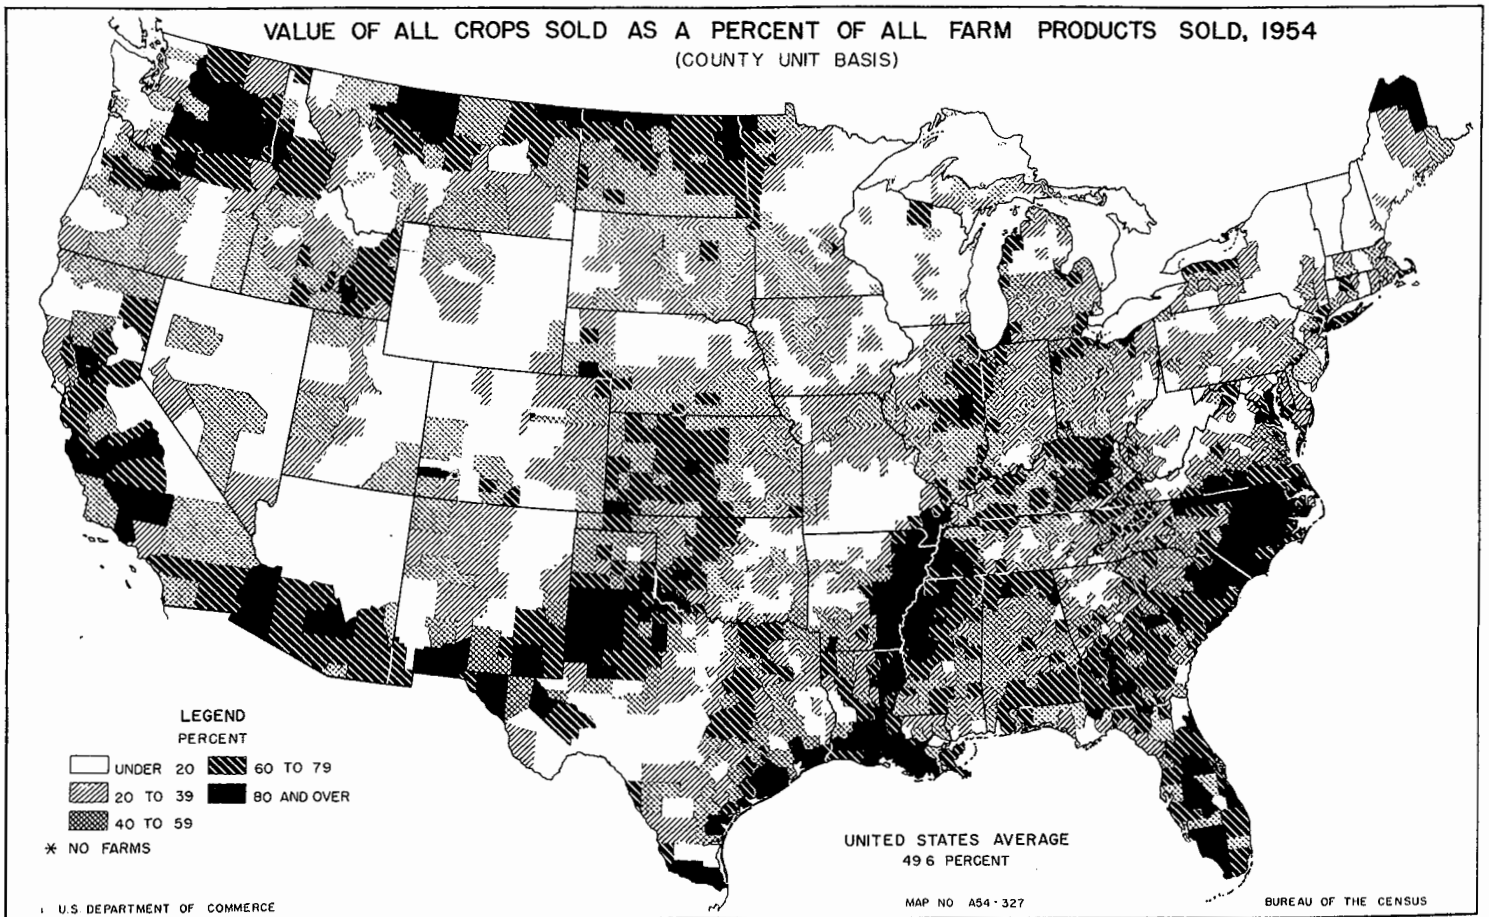 VALUE OF ALL CROPS SOLD AS A PERCENT OF ALL FARM PRODUCTS SOLD, 1954
(COUNTY UNIT BASIS)
LEGEND
PERCENT
UNDER 20
60 TO 79
20 TO 39
80 AND OVER
40 TO 59
* NO FARMS
UNITED STATES AVERAGE
49 6 PERCENT
U.S. DEPARTMENT OF COMMERCE
MAP NO A54-327
BUREAU OF THE CENSUS